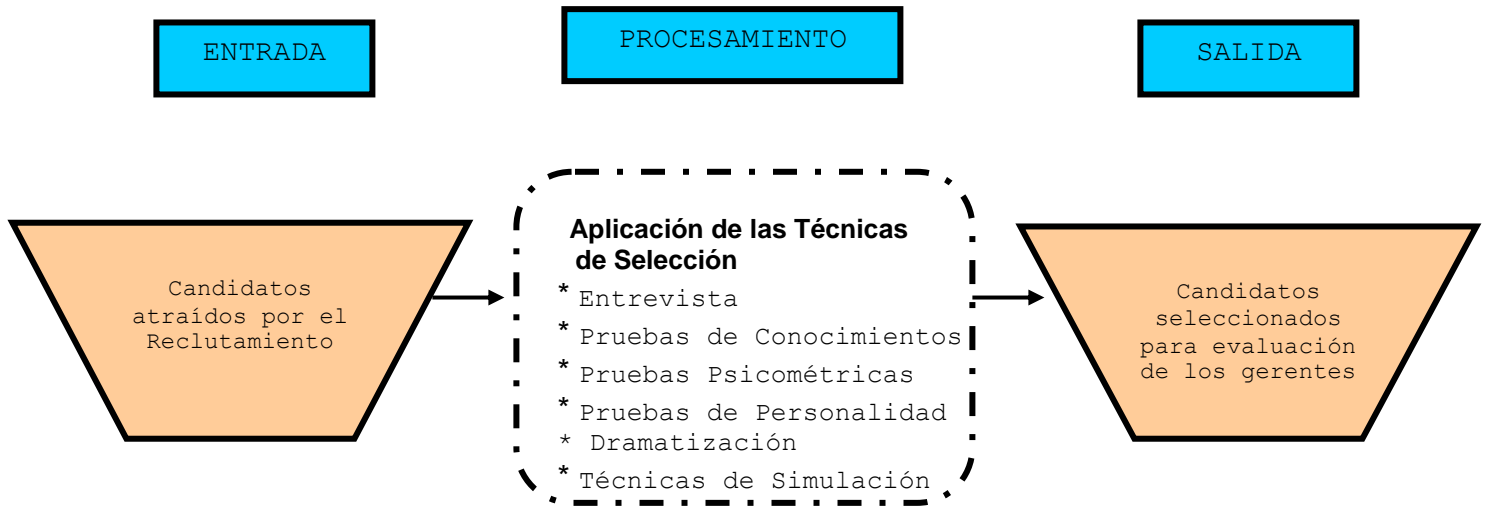 ENTRADA
PROCESAMIENTO
SALIDA
Candidatos
atraídos por el
Reclutamiento
Aplicación de las Técnicas
de Selección
* Entrevista
* Pruebas de Conocimientos
* Pruebas Psicométricas
* Pruebas de Personalidad
* Dramatización
* Técnicas de Simulación
Candidatos
seleccionados
para evaluación
de los gerentes